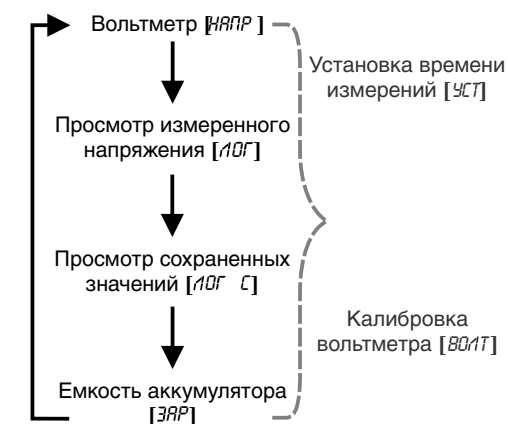 Вольтметр [НАПР]
Установка времени
измерений [УСТ]
Просмотр измеренного
напряжения [ЛОГ]
Просмотр сохраненных
значений [ЛОГ С]
Калибровка
вольтметра [ВОЛТ]
Емкость аккумулятора
[ЗАР]